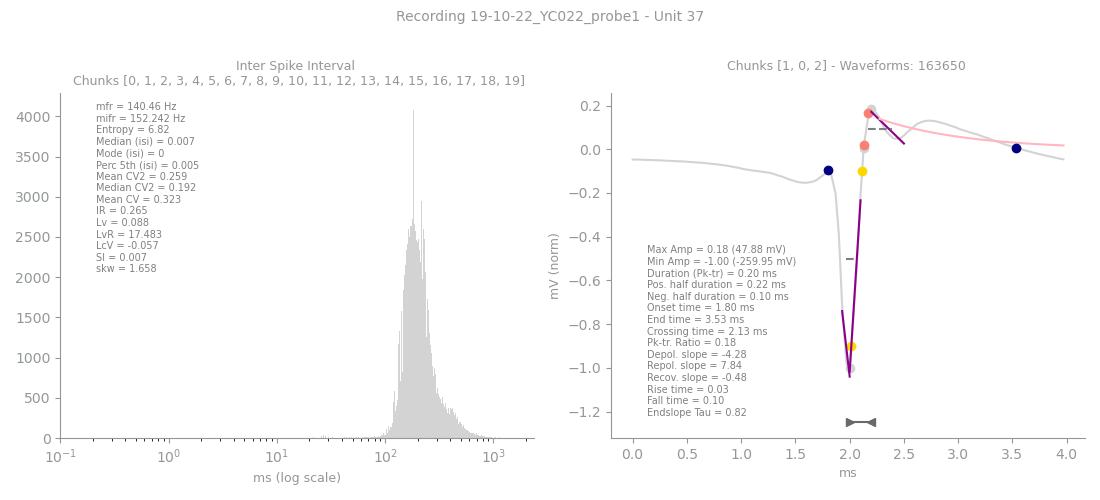 Recording 19-10-22_YC022_probe1 - Unit 37
Inter Spike Interval
Chunks [0, 1, 2, 3, 4, 5, 6, 7, 8, 9, 10, 11, 12, 13, 14, 15, 16, 17, 18, 19]
mfr = 140.46 Hz
mifr = 152.242 Hz
Entropy = 6.82
Median (isi) = 0.007
Mode (isi) = 0
Perc 5th (isi) = 0.005
Mean CV2 = 0.259
Median CV2 = 0.192
Mean CV = 0.323
IR = 0.265
Lv = 0.088
LvR = 17.483
LcV = -0.057
SI = 0.007
skw = 1.658
4000
3500
3000
2500
2000
1500
1000
500
0
10⁻¹ 10⁰ 10¹ 10² 10³
ms (log scale)
Chunks [1, 0, 2] - Waveforms: 163650
mV (norm)
0.2
0.0
−0.2
−0.4
−0.6
−0.8
−1.0
−1.2
Max Amp = 0.18 (47.88 mV)
Min Amp = -1.00 (-259.95 mV)
Duration (Pk-tr) = 0.20 ms
Pos. half duration = 0.22 ms
Neg. half duration = 0.10 ms
Onset time = 1.80 ms
End time = 3.53 ms
Crossing time = 2.13 ms
Pk-tr. Ratio = 0.18
Depol. slope = -4.28
Repol. slope = 7.84
Recov. slope = -0.48
Rise time = 0.03
Fall time = 0.10
Endslope Tau = 0.82
0.0 0.5 1.0 1.5 2.0 2.5 3.0 3.5 4.0
ms